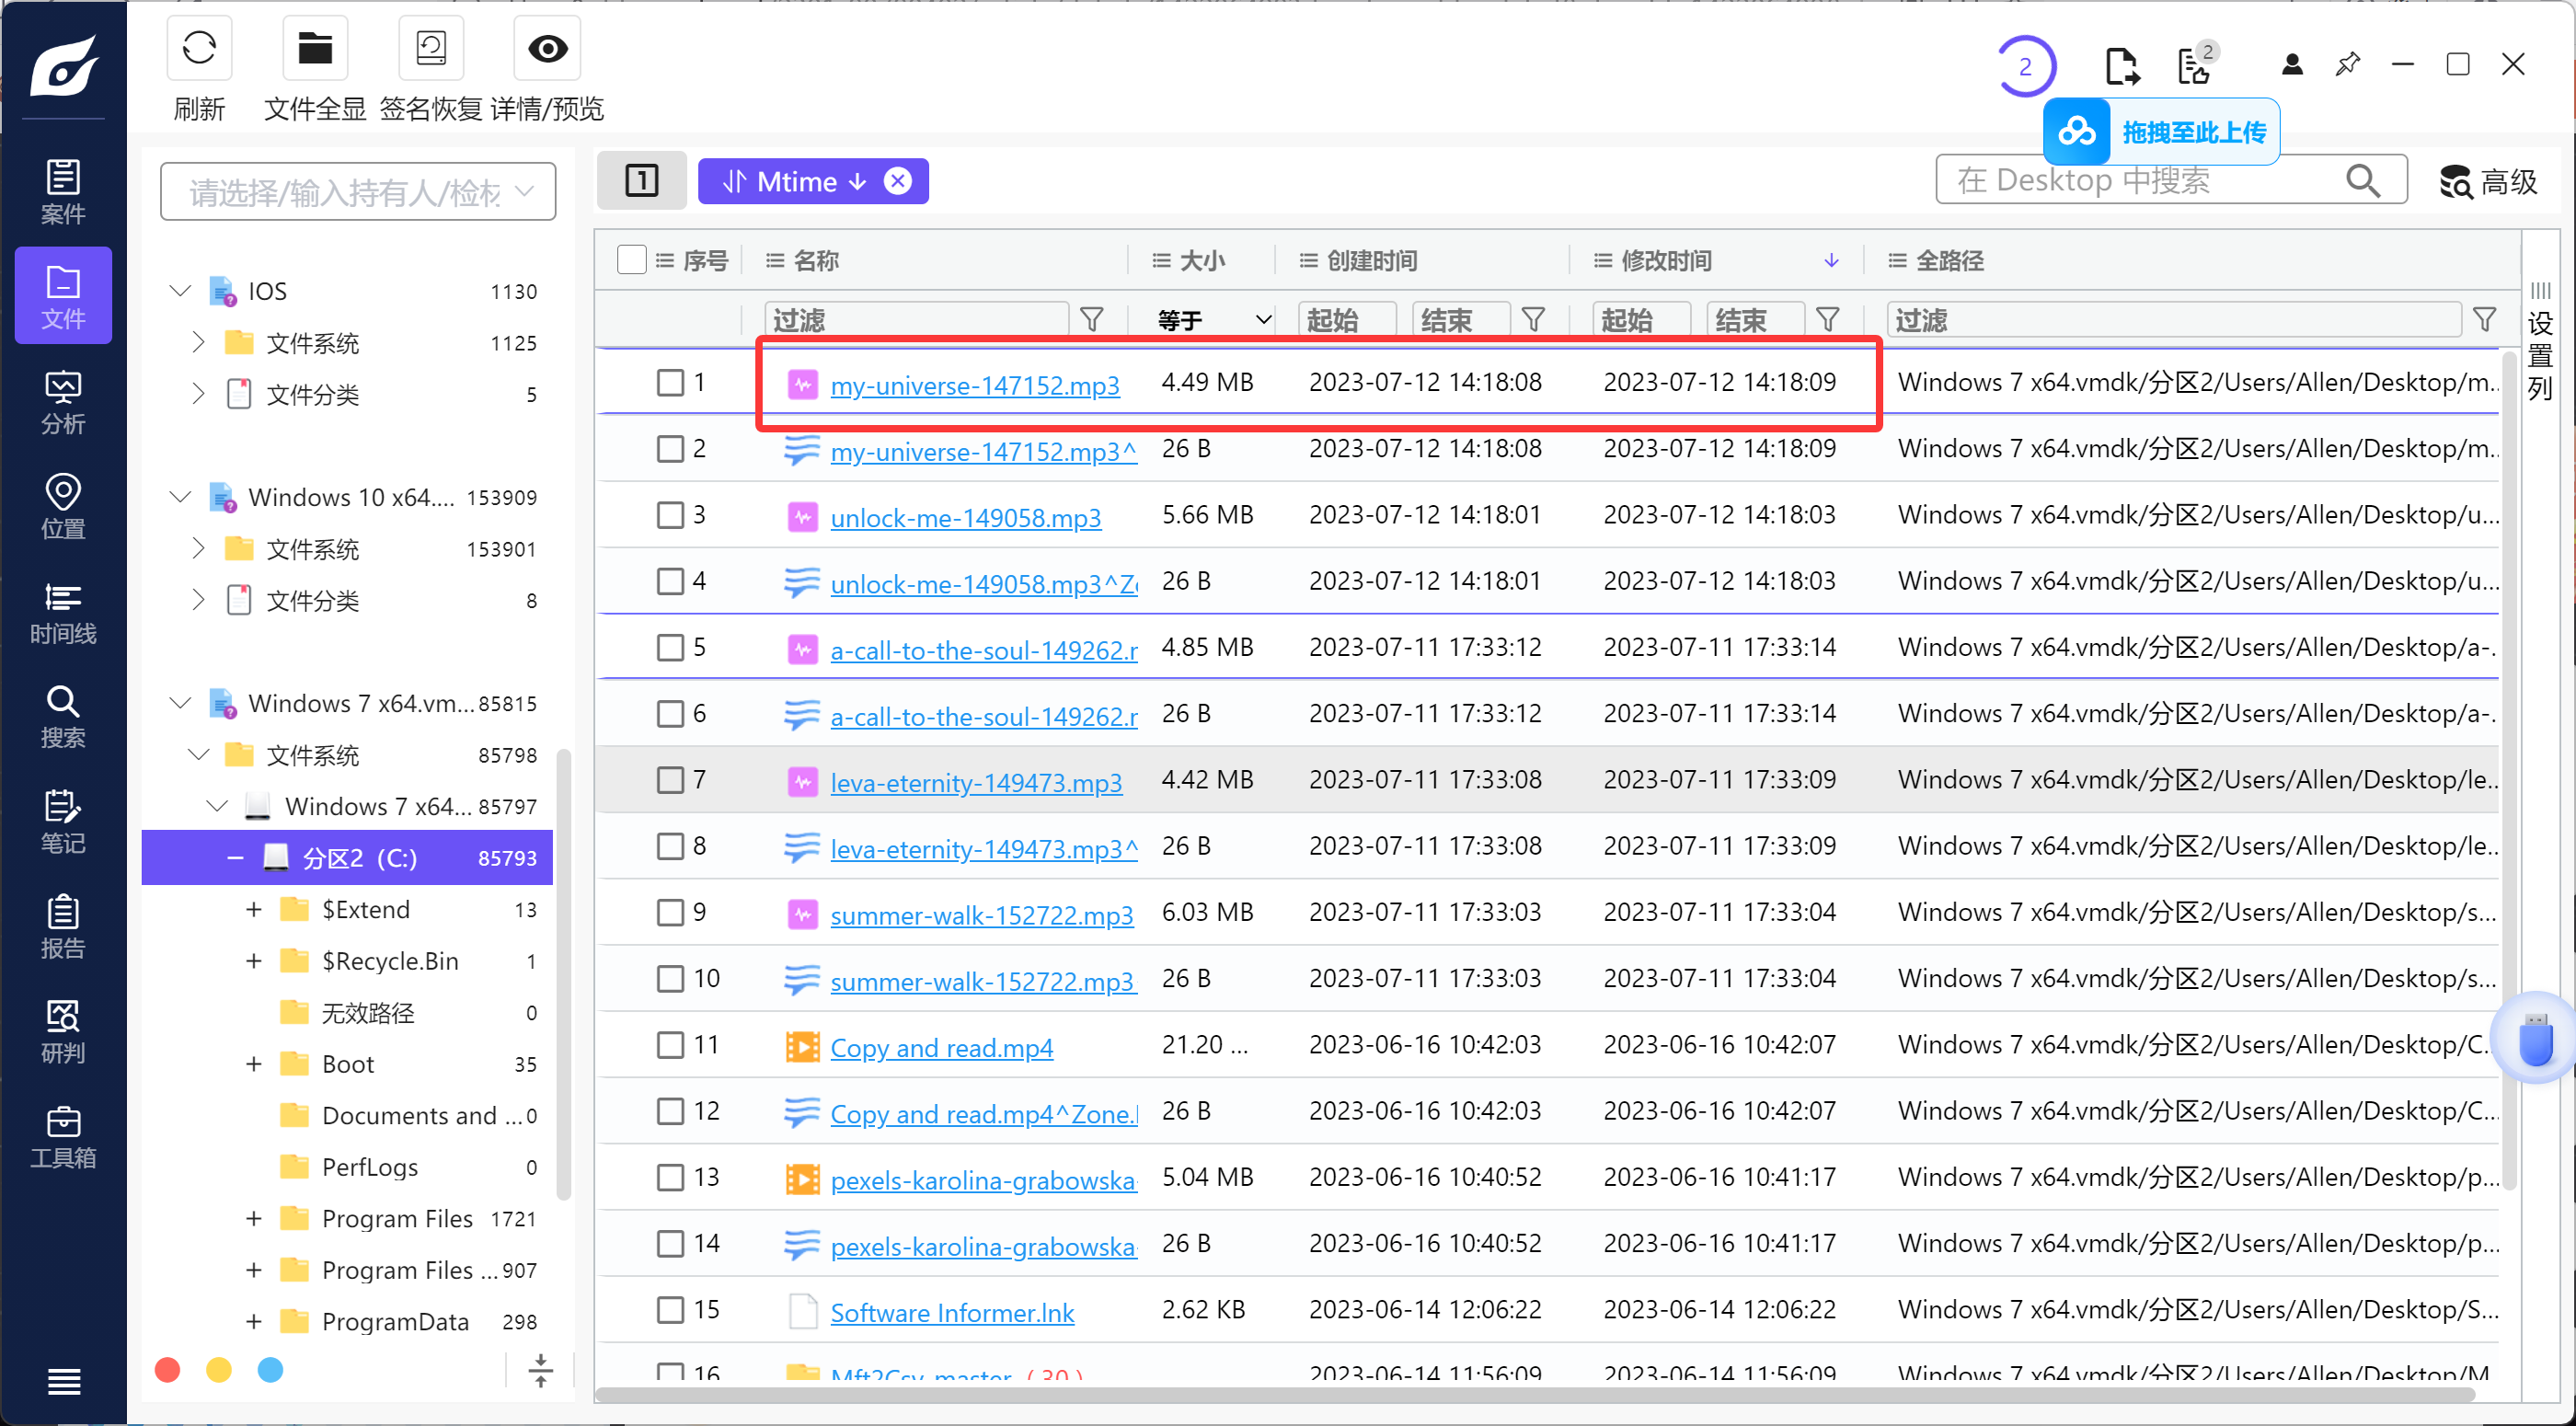 刷新
文件全显
签名恢复
详情/预览
2
2
拖拽至此上传
案件
文件
分析
位置
时间线
搜索
笔记
报告
研判
工具箱
请选择/输入持有人/检材
IOS 1130
文件系统 1125
文件分类 5
Windows 10 x64.... 153909
文件系统 153901
文件分类 8
Windows 7 x64.vm... 85815
文件系统 85798
Windows 7 x64... 85797
分区2 (C:) 85793
$Extend 13
$Recycle.Bin 1
无效路径 0
Boot 35
Documents and ... 0
PerfLogs 0
Program Files 1721
Program Files ... 907
ProgramData 298
1
Mtime
在 Desktop 中搜索
高级
序号 名称 大小 创建时间 修改时间 全路径
过滤 等于 起始 结束 起始 结束 过滤
设置列
1 my-universe-147152.mp3 4.49 MB 2023-07-12 14:18:08 2023-07-12 14:18:09 Windows 7 x64.vmdk/分区2/Users/Allen/Desktop/m...
2 my-universe-147152.mp3^ 26 B 2023-07-12 14:18:08 2023-07-12 14:18:09 Windows 7 x64.vmdk/分区2/Users/Allen/Desktop/m...
3 unlock-me-149058.mp3 5.66 MB 2023-07-12 14:18:01 2023-07-12 14:18:03 Windows 7 x64.vmdk/分区2/Users/Allen/Desktop/u...
4 unlock-me-149058.mp3^Zo 26 B 2023-07-12 14:18:01 2023-07-12 14:18:03 Windows 7 x64.vmdk/分区2/Users/Allen/Desktop/u...
5 a-call-to-the-soul-149262.m 4.85 MB 2023-07-11 17:33:12 2023-07-11 17:33:14 Windows 7 x64.vmdk/分区2/Users/Allen/Desktop/a-.
6 a-call-to-the-soul-149262.m 26 B 2023-07-11 17:33:12 2023-07-11 17:33:14 Windows 7 x64.vmdk/分区2/Users/Allen/Desktop/a-.
7 leva-eternity-149473.mp3 4.42 MB 2023-07-11 17:33:08 2023-07-11 17:33:09 Windows 7 x64.vmdk/分区2/Users/Allen/Desktop/le..
8 leva-eternity-149473.mp3^ 26 B 2023-07-11 17:33:08 2023-07-11 17:33:09 Windows 7 x64.vmdk/分区2/Users/Allen/Desktop/le..
9 summer-walk-152722.mp3 6.03 MB 2023-07-11 17:33:03 2023-07-11 17:33:04 Windows 7 x64.vmdk/分区2/Users/Allen/Desktop/s...
10 summer-walk-152722.mp3 26 B 2023-07-11 17:33:03 2023-07-11 17:33:04 Windows 7 x64.vmdk/分区2/Users/Allen/Desktop/s...
11 Copy and read.mp4 21.20 ... 2023-06-16 10:42:03 2023-06-16 10:42:07 Windows 7 x64.vmdk/分区2/Users/Allen/Desktop/C...
12 Copy and read.mp4^Zone.I 26 B 2023-06-16 10:42:03 2023-06-16 10:42:07 Windows 7 x64.vmdk/分区2/Users/Allen/Desktop/C...
13 pexels-karolina-grabowska- 5.04 MB 2023-06-16 10:40:52 2023-06-16 10:41:17 Windows 7 x64.vmdk/分区2/Users/Allen/Desktop/p...
14 pexels-karolina-grabowska- 26 B 2023-06-16 10:40:52 2023-06-16 10:41:17 Windows 7 x64.vmdk/分区2/Users/Allen/Desktop/p...
15 Software Informer.lnk 2.62 KB 2023-06-14 12:06:22 2023-06-14 12:06:22 Windows 7 x64.vmdk/分区2/Users/Allen/Desktop/S...
16 Mft2Csv-master (30) 2023-06-14 11:56:09 2023-06-14 11:56:09 Windows 7 x64.vmdk/分区2/Users/Allen/Desktop/M